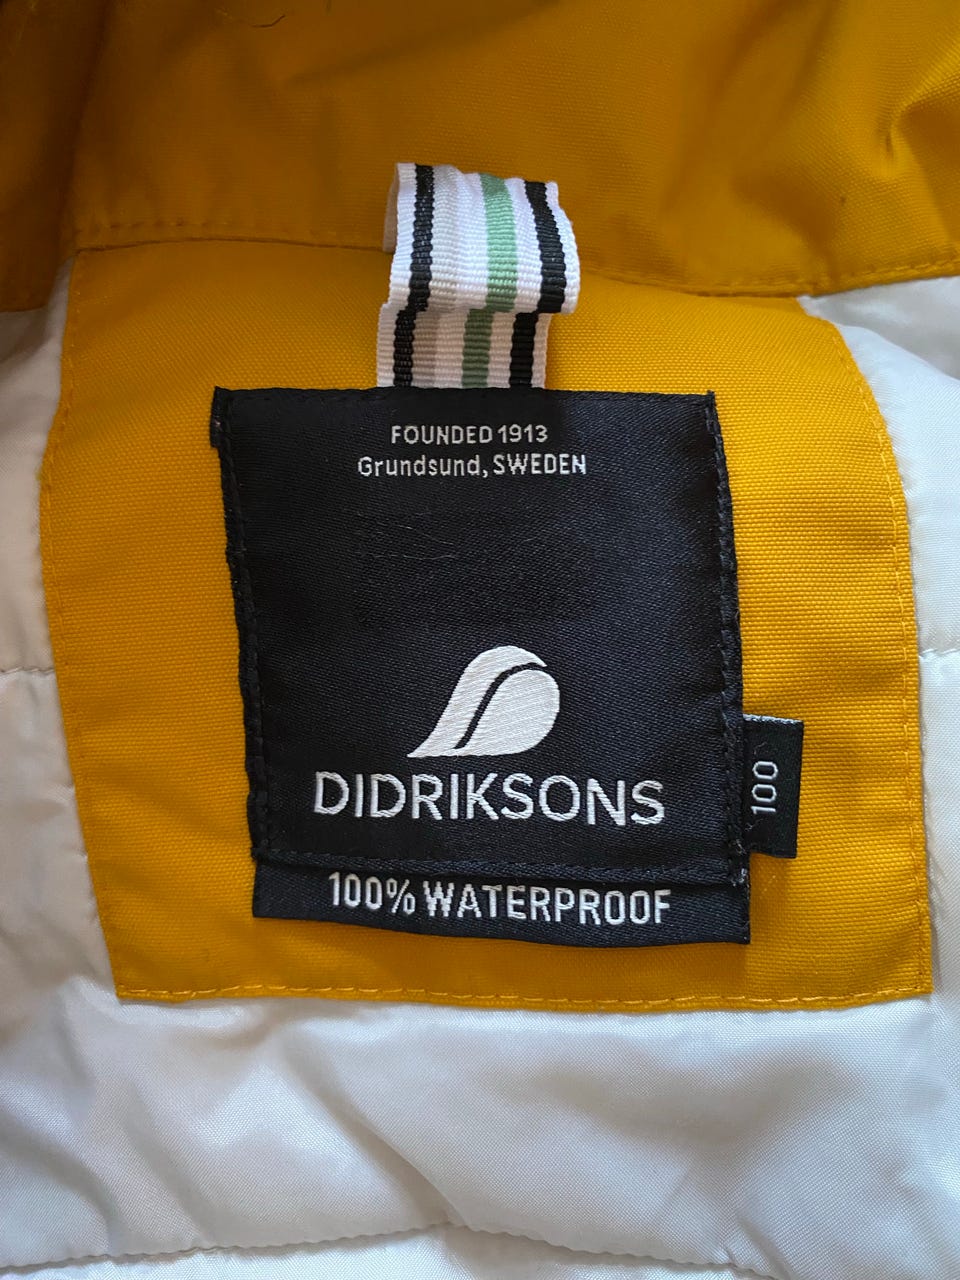 FOUNDED 1913
Grundsund, SWEDEN
DIDRIKSONS
100
100% WATERPROOF